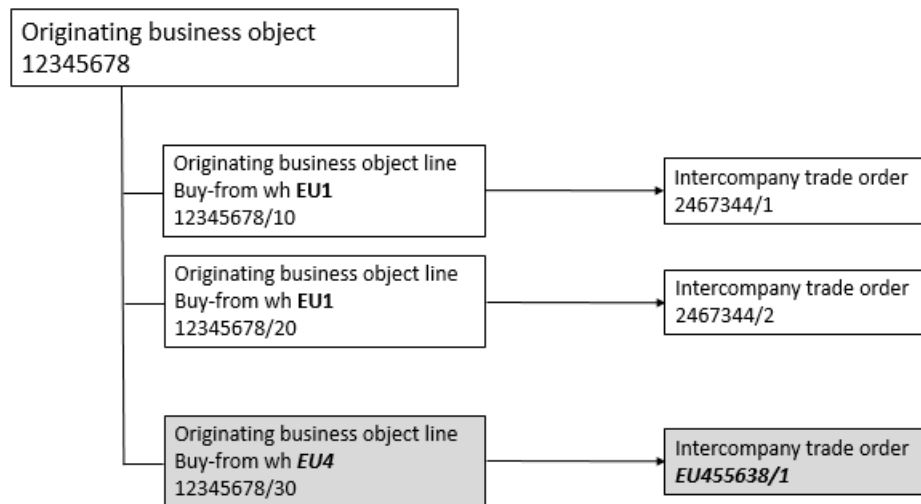 Originating business object
12345678
Originating business object line
Buy-from wh EU1
12345678/10
Intercompany trade order
2467344/1
Originating business object line
Buy-from wh EU1
12345678/20
Intercompany trade order
2467344/2
Originating business object line
Buy-from wh EU4
12345678/30
Intercompany trade order
EU455638/1